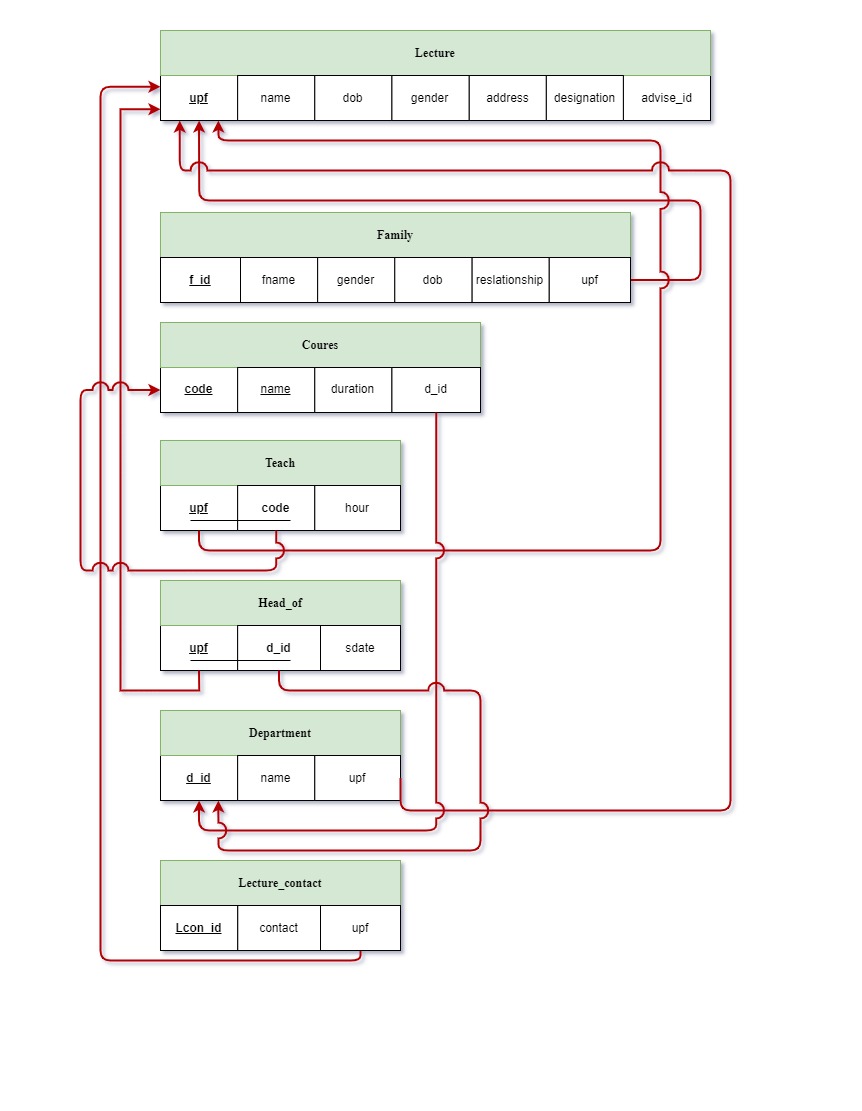 Lecture
upf name dob gender address designation advise_id
Family
f_id fname gender dob reslationship upf
Coures
code name duration d_id
Teach
upf code hour
Head_of
upf d_id sdate
Department
d_id name upf
Lecture_contact
Lcon_id contact upf